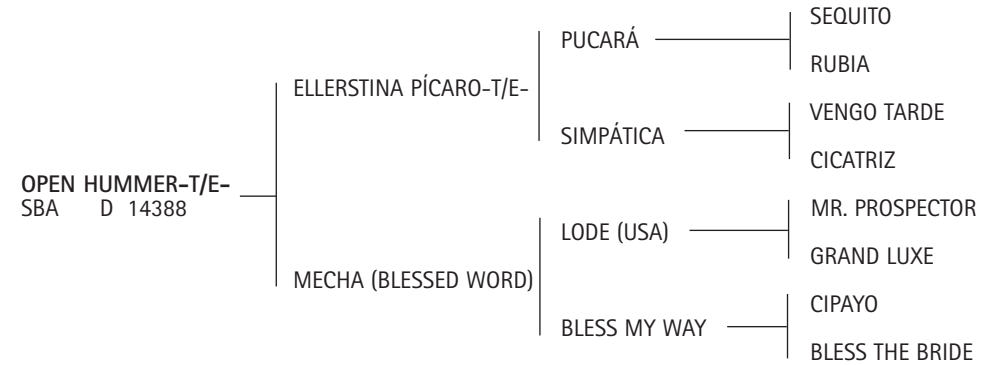 OPEN HUMMER-T/E-
SBA D 14388
ELLERSTINA PÍCARO-T/E-
MECHA (BLESSED WORD)
PUCARÁ
SIMPÁTICA
LODE (USA)
BLESS MY WAY
SEQUITO
RUBIA
VENGO TARDE
CICATRIZ
MR. PROSPECTOR
GRAND LUXE
CIPAYO
BLESS THE BRIDE